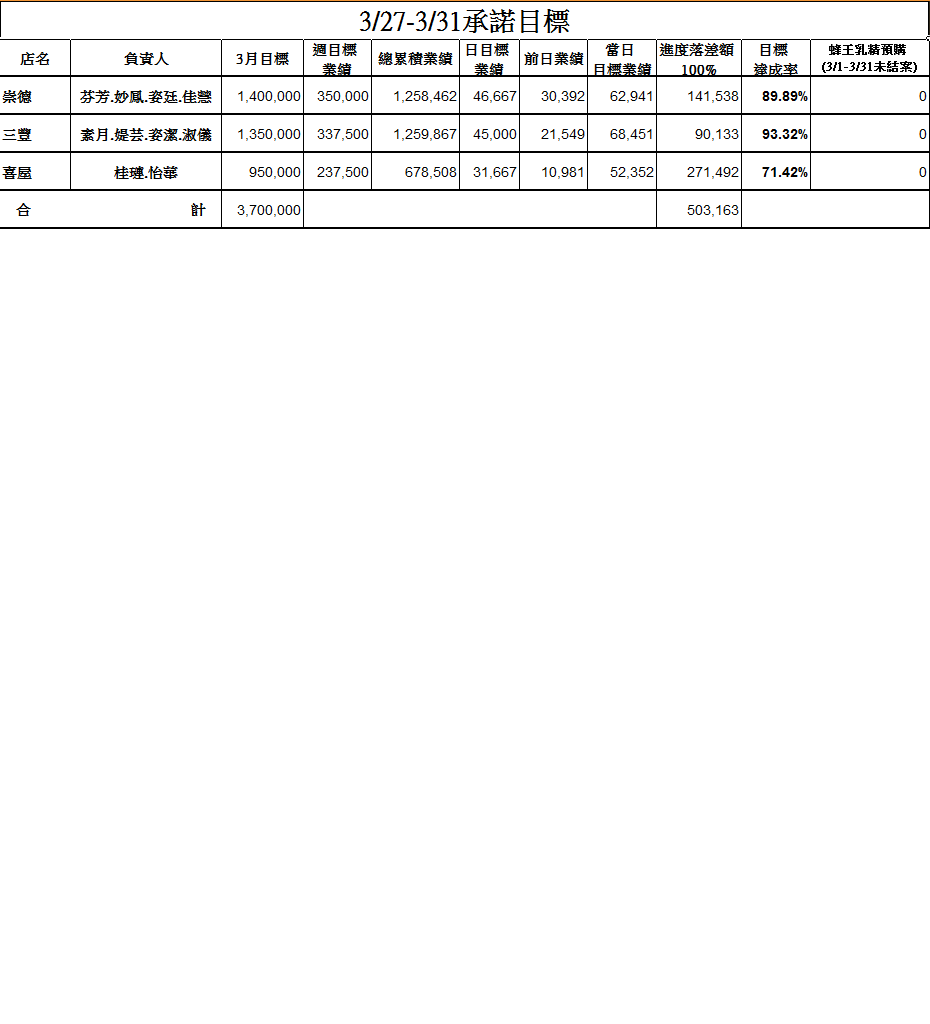 3/27-3/31承諾目標
店名 負責人 3月目標 週目標業績 總累積業績 日目標業績 前日業績 當日目標業績 進度落差額100% 目標達成率 蜂王乳精預購(3/1-3/31未結案)
崇德 芬芳.妙鳳.姿廷.佳慧 1,400,000 350,000 1,258,462 46,667 30,392 62,941 141,538 89.89% 0
三豐 素月.媞芸.姿潔.淑儀 1,350,000 337,500 1,259,867 45,000 21,549 68,451 90,133 93.32% 0
喜屋 桂璉.怡華 950,000 237,500 678,508 31,667 10,981 52,352 271,492 71.42% 0
合 計 3,700,000 503,163